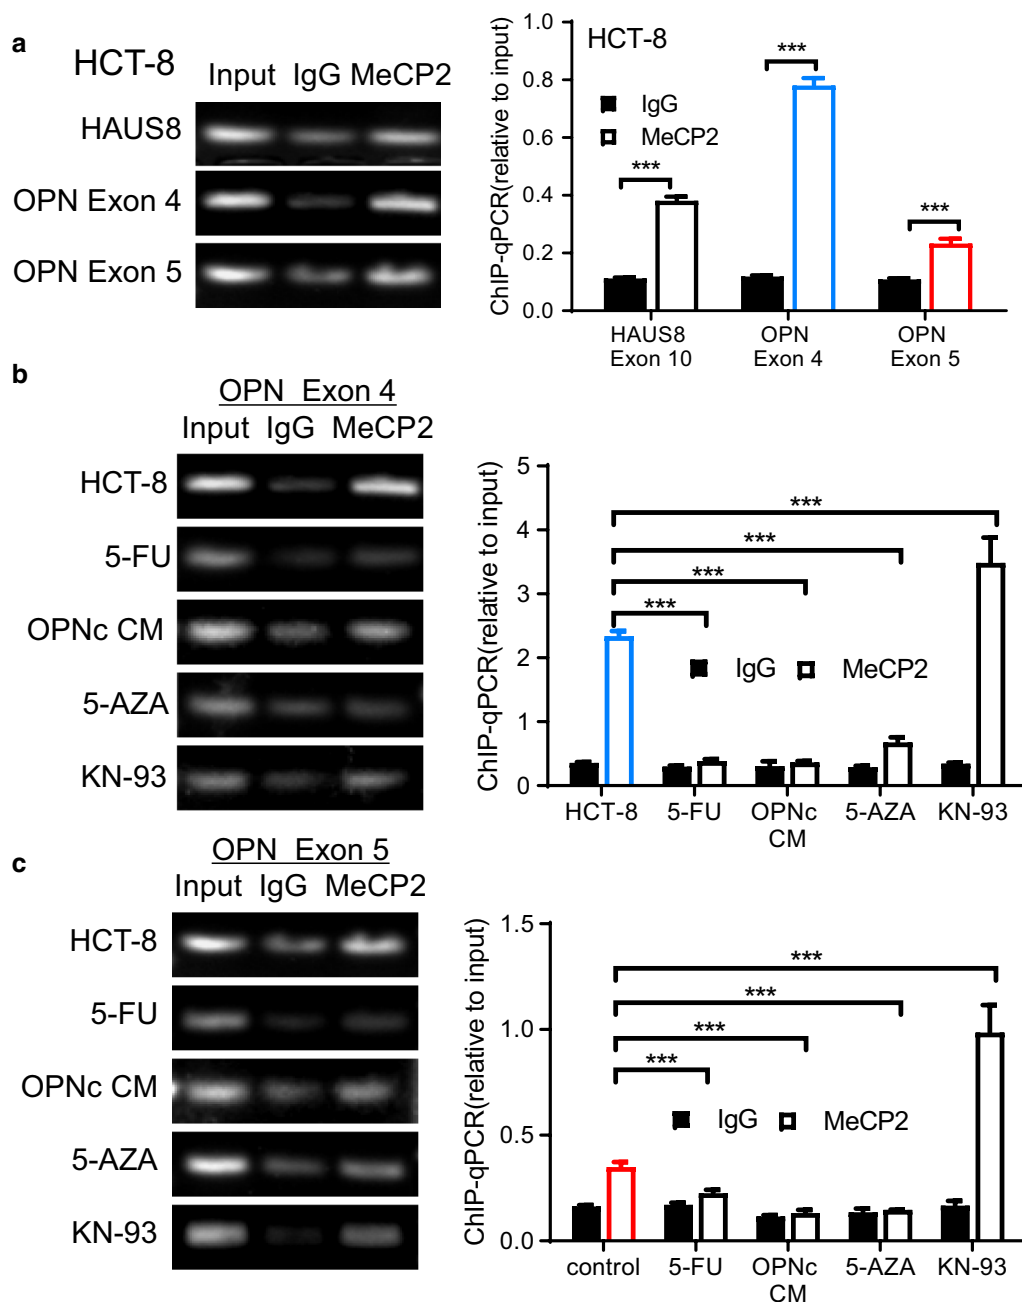 a
HCT-8
Input IgG MeCP2
HAUS8
OPN Exon 4
OPN Exon 5
ChIP-qPCR(relative to input)
1.0
0.8
0.6
0.4
0.2
0.0
HCT-8
IgG
MeCP2
***
***
***
HAUS8
Exon 10
OPN
Exon 4
OPN
Exon 5
b
OPN Exon 4
Input IgG MeCP2
HCT-8
5-FU
OPNc CM
5-AZA
KN-93
ChIP-qPCR(relative to input)
5
4
3
2
1
0
***
***
***
***
IgG MeCP2
HCT-8 5-FU OPNc CM 5-AZA KN-93
c
OPN Exon 5
Input IgG MeCP2
HCT-8
5-FU
OPNc CM
5-AZA
KN-93
ChIP-qPCR(relative to input)
1.5
1.0
0.5
0.0
***
***
***
***
IgG MeCP2
control 5-FU OPNc CM 5-AZA KN-93